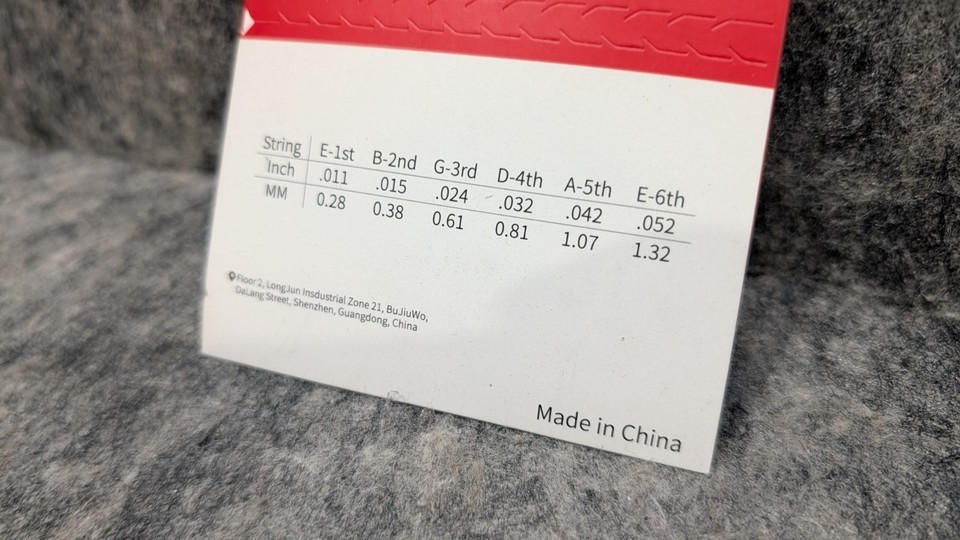 String E-1st B-2nd G-3rd D-4th A-5th E-6th
Inch .011 .015 .024 .032 .042 .052
MM 0.28 0.38 0.61 0.81 1.07 1.32
Floor 2, LongJun Insdustrial Zone 21, BuJiuWo,
DaLang Street, Shenzhen, Guangdong, China
Made in China